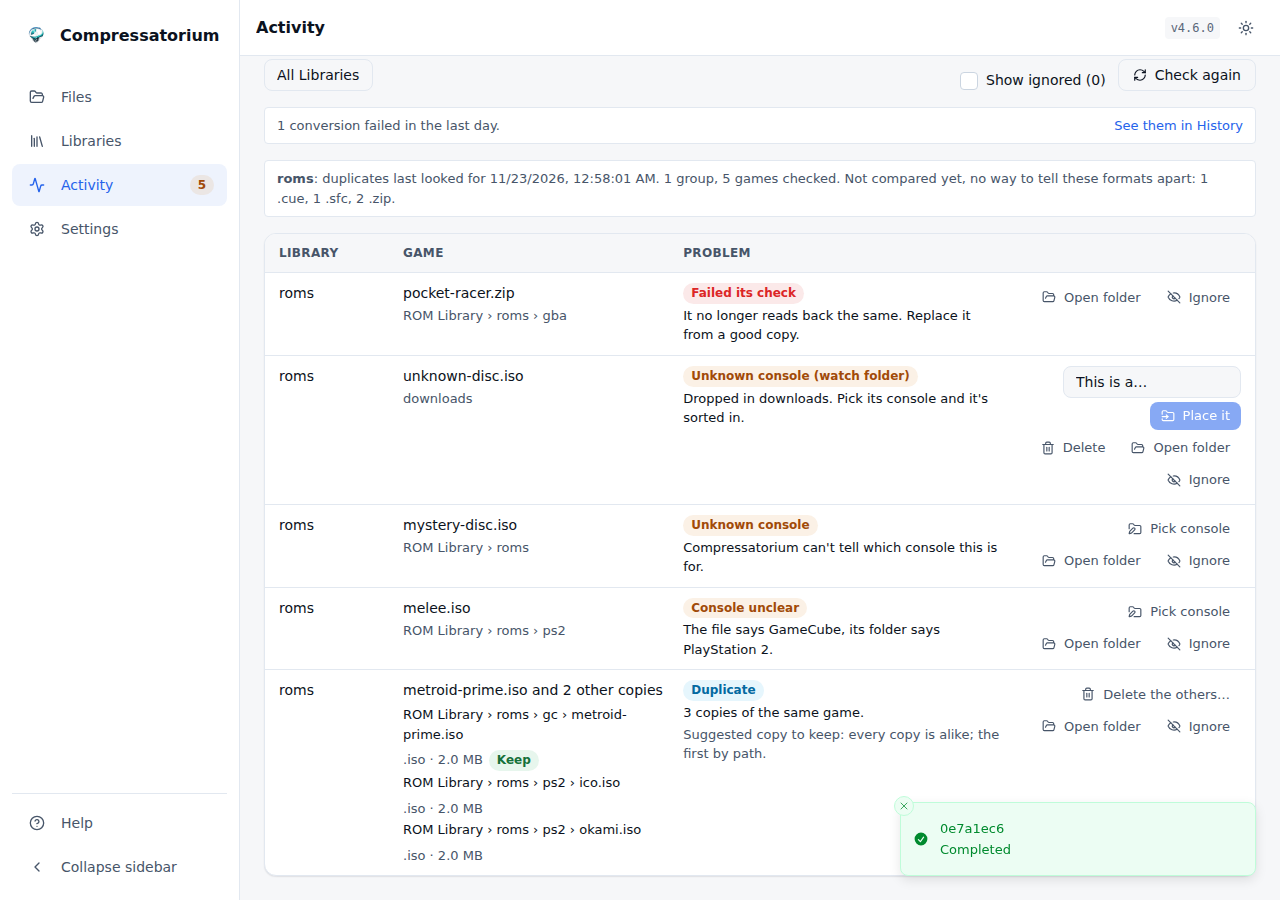 Compressatorium
Activity
v4.6.0
Files
Libraries
Activity 5
Settings
Help
Collapse sidebar
All Libraries
Show ignored (0)
Check again
1 conversion failed in the last day.
See them in History
roms: duplicates last looked for 11/23/2026, 12:58:01 AM. 1 group, 5 games checked. Not compared yet, no way to tell these formats apart: 1
.cue, 1 .sfc, 2 .zip.
LIBRARY GAME PROBLEM
roms
pocket-racer.zip
ROM Library › roms › gba
Failed its check
It no longer reads back the same. Replace it
from a good copy.
Open folder
Ignore
roms
unknown-disc.iso
downloads
Unknown console (watch folder)
Dropped in downloads. Pick its console and it's
sorted in.
This is a...
Place it
Delete
Open folder
Ignore
roms
mystery-disc.iso
ROM Library › roms
Unknown console
Compressatorium can't tell which console this is
for.
Pick console
Open folder
Ignore
roms
melee.iso
ROM Library › roms › ps2
Console unclear
The file says GameCube, its folder says
PlayStation 2.
Pick console
Open folder
Ignore
roms
metroid-prime.iso and 2 other copies
ROM Library › roms › gc › metroid-
prime.iso
.iso · 2.0 MB Keep
ROM Library › roms › ps2 › ico.iso
.iso · 2.0 MB
ROM Library › roms › ps2 › okami.iso
.iso · 2.0 MB
Duplicate
3 copies of the same game.
Suggested copy to keep: every copy is alike; the
first by path.
Delete the others...
Open folder
Ignore
0e7a1ec6
Completed